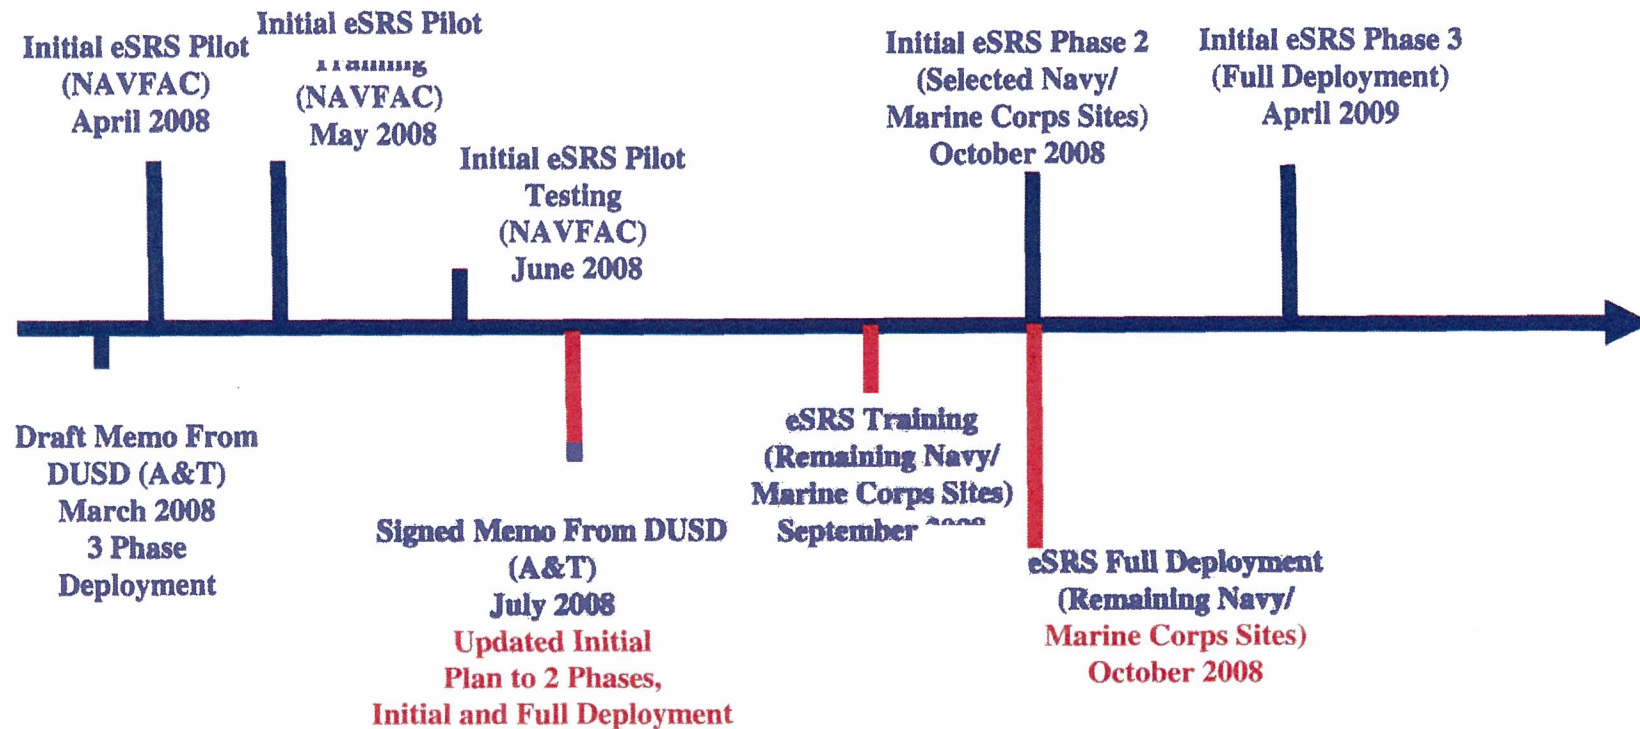 Initial eSRS Pilot
(NAVFAC)
April 2008
Initial eSRS Pilot
Training
(NAVFAC)
May 2008
Initial eSRS Pilot
Testing
(NAVFAC)
June 2008
Initial eSRS Phase 2
(Selected Navy/
Marine Corps Sites)
October 2008
Initial eSRS Phase 3
(Full Deployment)
April 2009
Draft Memo From
DUSD (A&T)
March 2008
3 Phase
Deployment
Signed Memo From DUSD
(A&T)
July 2008
Updated Initial
Plan to 2 Phases,
Initial and Full Deployment
eSRS Training
(Remaining Navy/
Marine Corps Sites)
September
eSRS Full Deployment
(Remaining Navy/
Marine Corps Sites)
October 2008